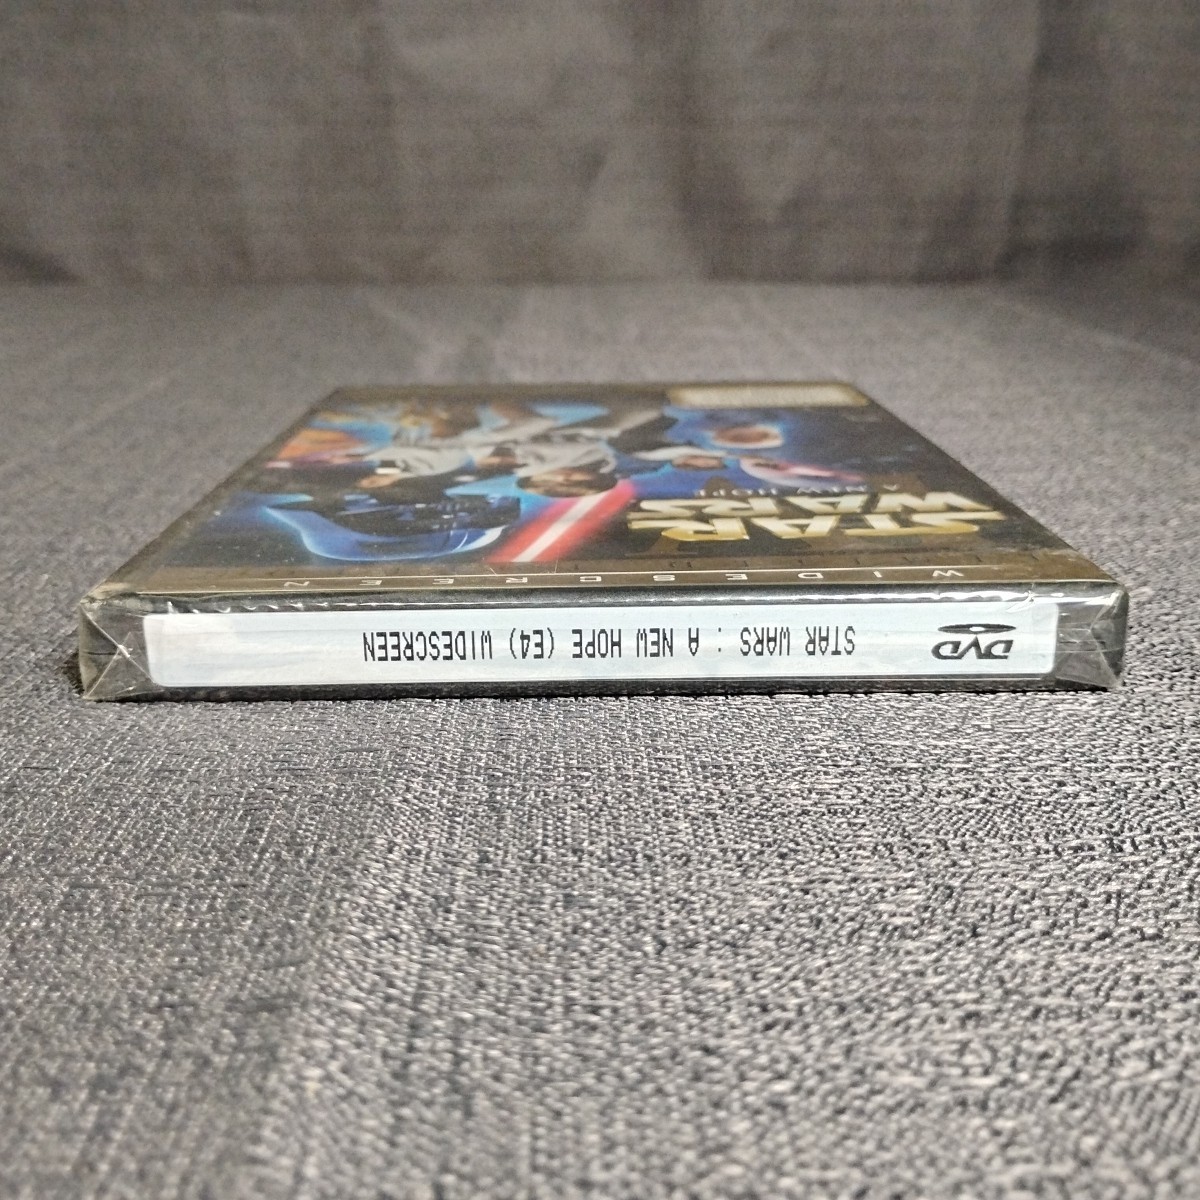 DVD STAR WARS : A NEW HOPE (E4) WIDESCREEN
WIDESCREEN
STAR
WARS
A NEW HOPE